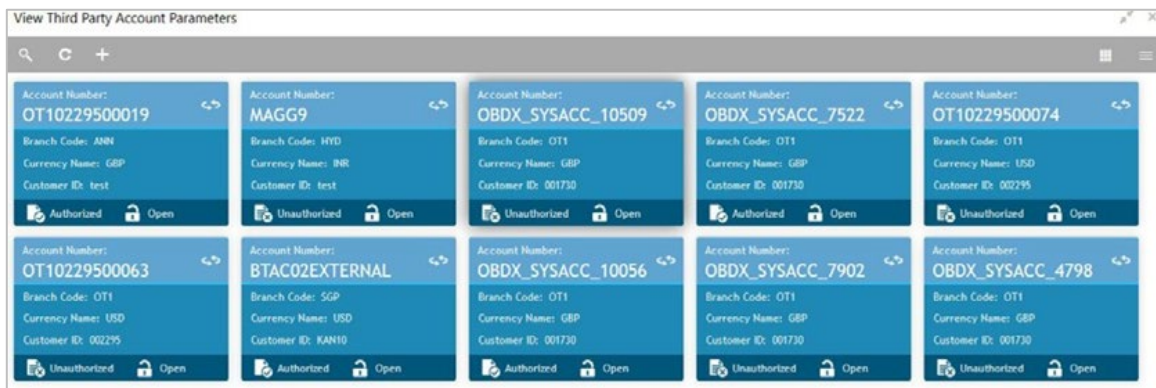 View Third Party Account Parameters
Account Number:
OT10229500019
Branch Code: ANN
Currency Name: GBP
Customer ID: test
Authorized Open
Account Number:
MAGG9
Branch Code: HYD
Currency Name: INR
Customer ID: test
Unauthorized Open
Account Number:
OBDX_SYSACC_10509
Branch Code: OT1
Currency Name: GBP
Customer ID: 001730
Unauthorized Open
Account Number:
OBDX_SYSACC_7522
Branch Code: OT1
Currency Name: GBP
Customer ID: 001730
Authorized Open
Account Number:
OT10229500074
Branch Code: OT1
Currency Name: USD
Customer ID: 002295
Unauthorized Open
Account Number:
OT10229500063
Branch Code: OT1
Currency Name: USD
Customer ID: 002295
Unauthorized Open
Account Number:
BTAC02EXTERNAL
Branch Code: SGP
Currency Name: USD
Customer ID: KAN10
Authorized Open
Account Number:
OBDX_SYSACC_10056
Branch Code: OT1
Currency Name: GBP
Customer ID: 001730
Unauthorized Open
Account Number:
OBDX_SYSACC_7902
Branch Code: OT1
Currency Name: GBP
Customer ID: 001730
Unauthorized Open
Account Number:
OBDX_SYSACC_4798
Branch Code: OT1
Currency Name: GBP
Customer ID: 001730
Unauthorized Open